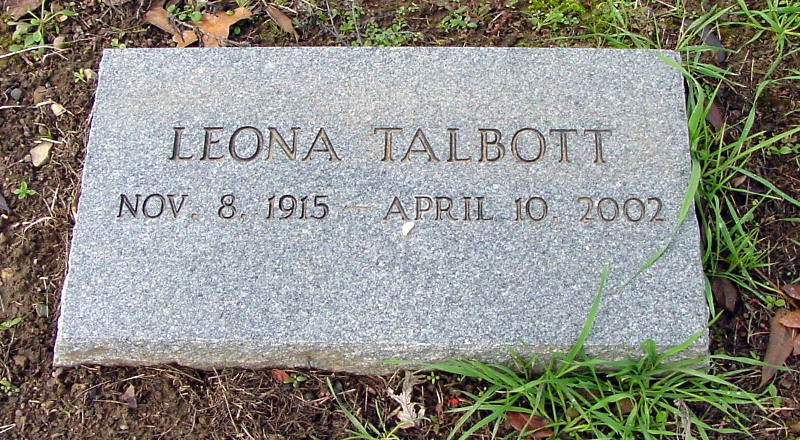 LEONA TALBOTT
NOV. 8, 1915 — APRIL 10, 2002